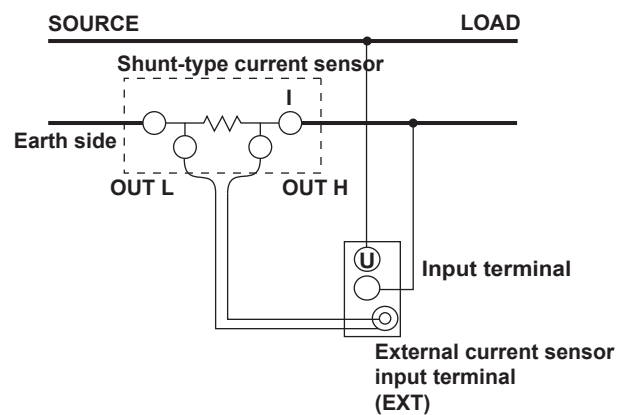 SOURCE
LOAD
Shunt-type current sensor
I
Earth side
OUT L
OUT H
U
Input terminal
External current sensor
input terminal
(EXT)